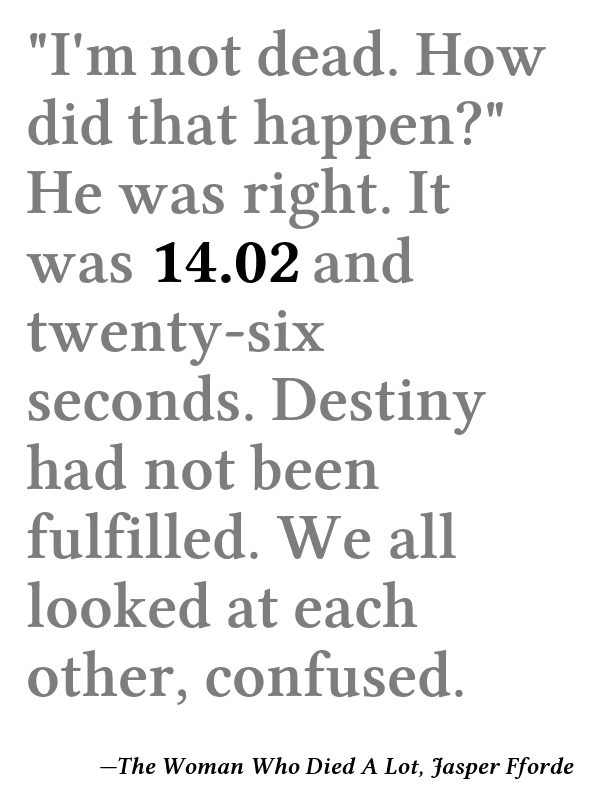 "I'm not dead. How
did that happen?"
He was right. It
was 14.02 and
twenty-six
seconds. Destiny
had not been
fulfilled. We all
looked at each
other, confused.
—The Woman Who Died A Lot, Jasper Fforde